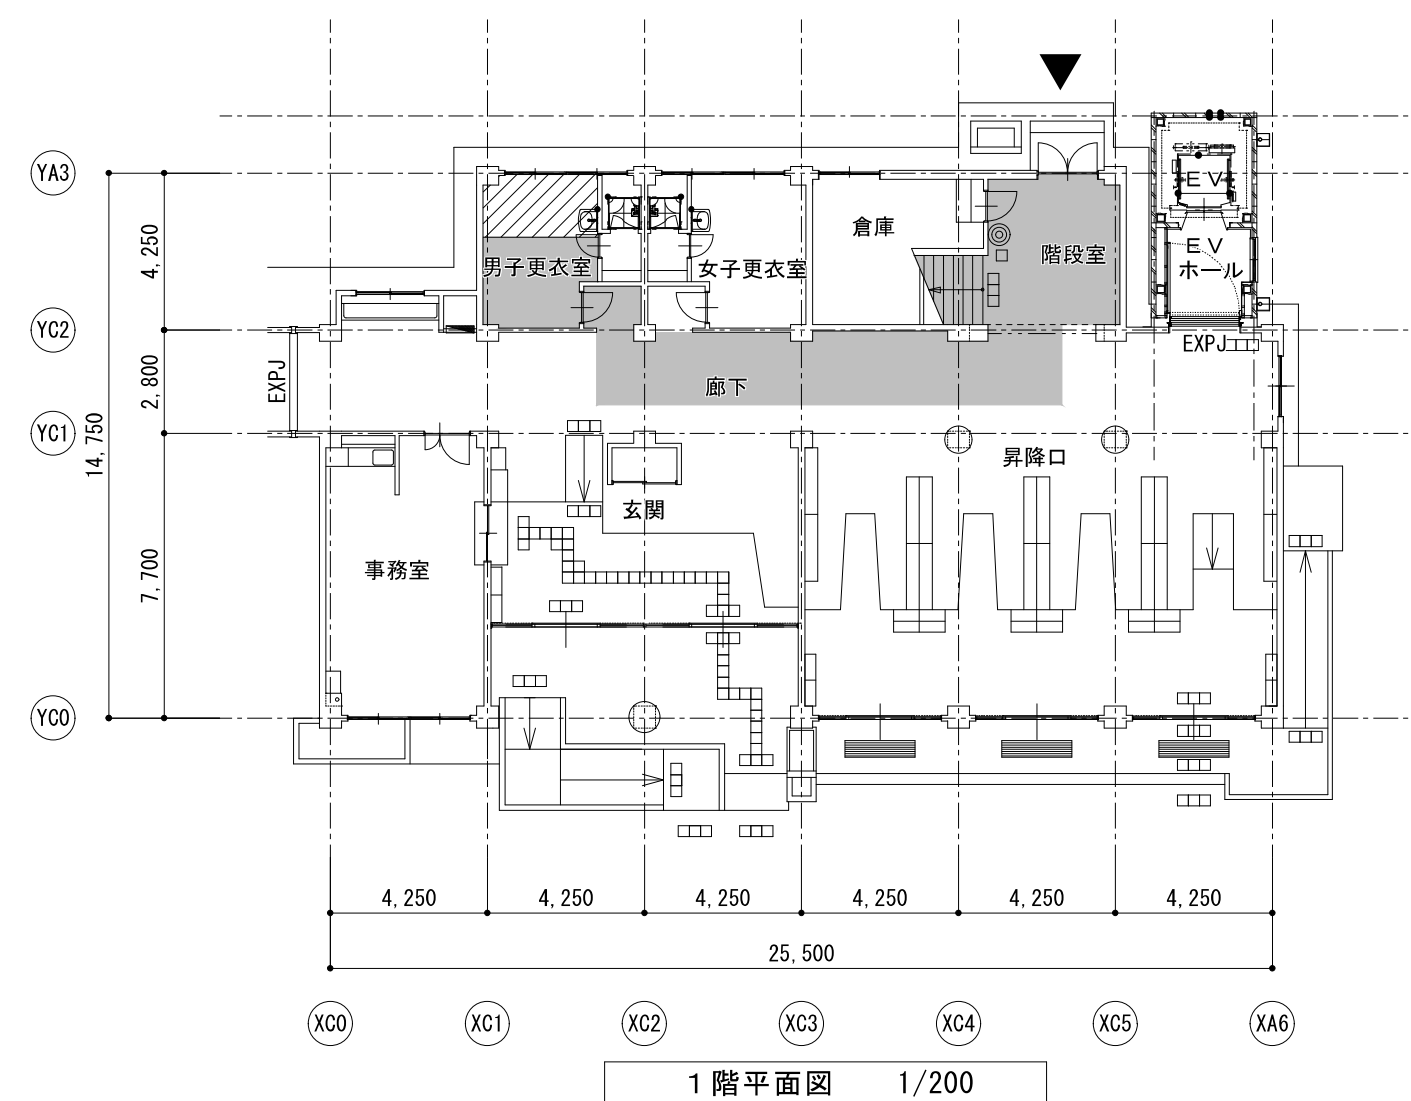 YA3
YC2
YC1
YC0
4,250
2,800
7,700
14,750
EXPJ
男子更衣室
女子更衣室
倉庫
階段室
EV
EV
ホール
EXPJ
廊下
昇降口
玄関
事務室
4,250
4,250
4,250
4,250
4,250
4,250
25,500
XC0
XC1
XC2
XC3
XC4
XC5
XA6
1階平面図 1/200